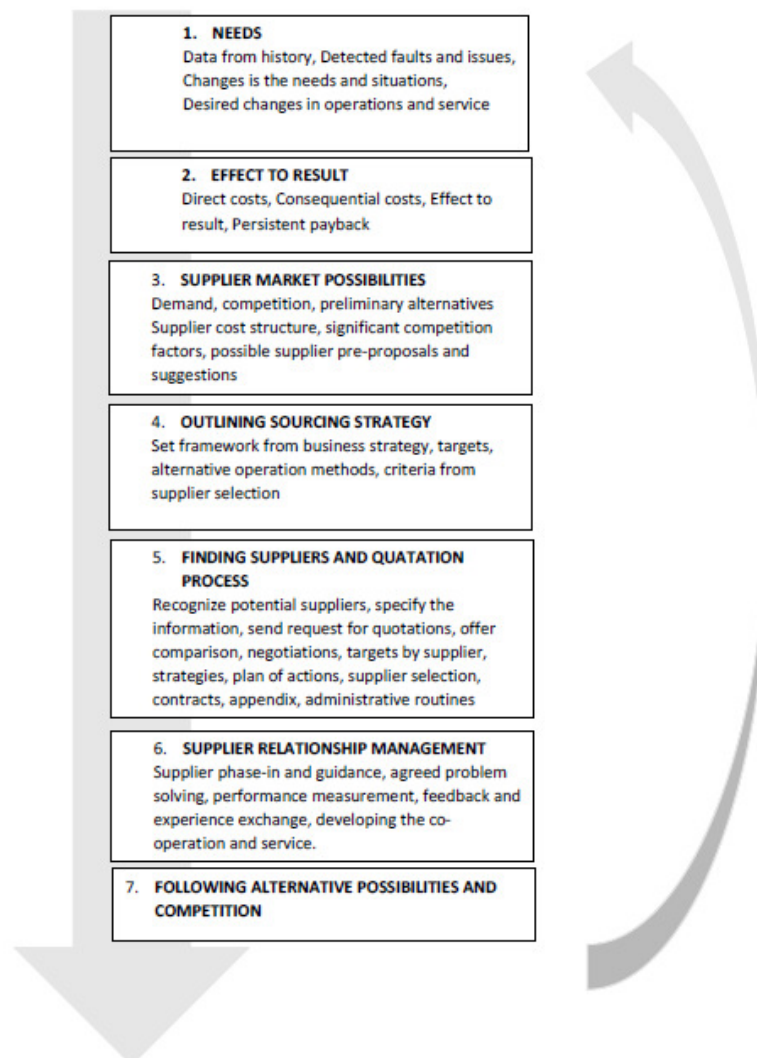 1. NEEDS
Data from history, Detected faults and issues,
Changes is the needs and situations,
Desired changes in operations and service
2. EFFECT TO RESULT
Direct costs, Consequential costs, Effect to
result, Persistent payback
3. SUPPLIER MARKET POSSIBILITIES
Demand, competition, preliminary alternatives
Supplier cost structure, significant competition
factors, possible supplier pre-proposals and
suggestions
4. OUTLINING SOURCING STRATEGY
Set framework from business strategy, targets,
alternative operation methods, criteria from
supplier selection
5. FINDING SUPPLIERS AND QUATATION
PROCESS
Recognize potential suppliers, specify the
information, send request for quotations, offer
comparison, negotiations, targets by supplier,
strategies, plan of actions, supplier selection,
contracts, appendix, administrative routines
6. SUPPLIER RELATIONSHIP MANAGEMENT
Supplier phase-in and guidance, agreed problem
solving, performance measurement, feedback and
experience exchange, developing the co-
operation and service.
7. FOLLOWING ALTERNATIVE POSSIBILITIES AND
COMPETITION